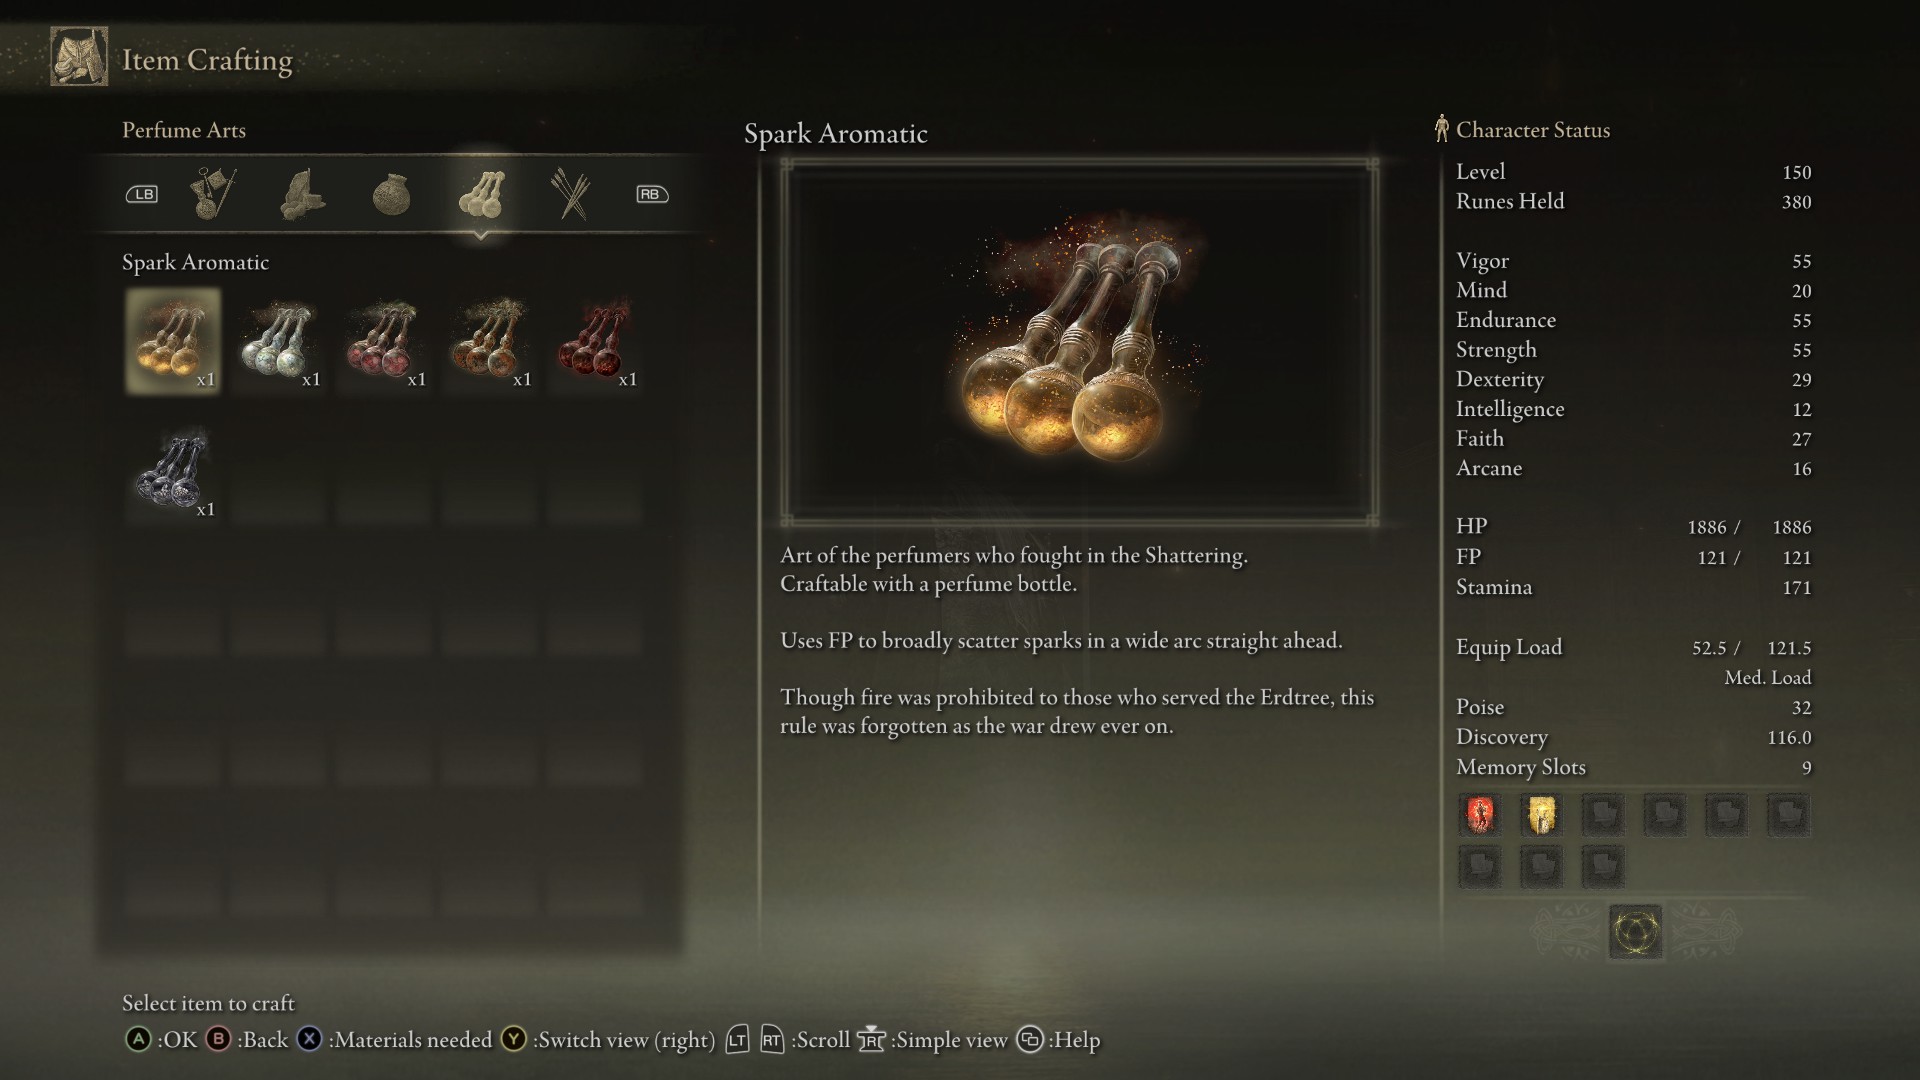 Item Crafting
Perfume Arts
LB
RB
Spark Aromatic
x1
x1
x1
x1
x1
x1
Spark Aromatic
Art of the perfumers who fought in the Shattering.
Craftable with a perfume bottle.
Uses FP to broadly scatter sparks in a wide arc straight ahead.
Though fire was prohibited to those who served the Erdtree, this
rule was forgotten as the war drew ever on.
Character Status
Level 150
Runes Held 380
Vigor 55
Mind 20
Endurance 55
Strength 55
Dexterity 29
Intelligence 12
Faith 27
Arcane 16
HP 1886 / 1886
FP 121 / 121
Stamina 171
Equip Load 52.5 / 121.5
Med. Load
Poise 32
Discovery 116.0
Memory Slots 9
Select item to craft
A :OK B :Back X :Materials needed Y :Switch view (right) LT RT :Scroll R :Simple view :Help